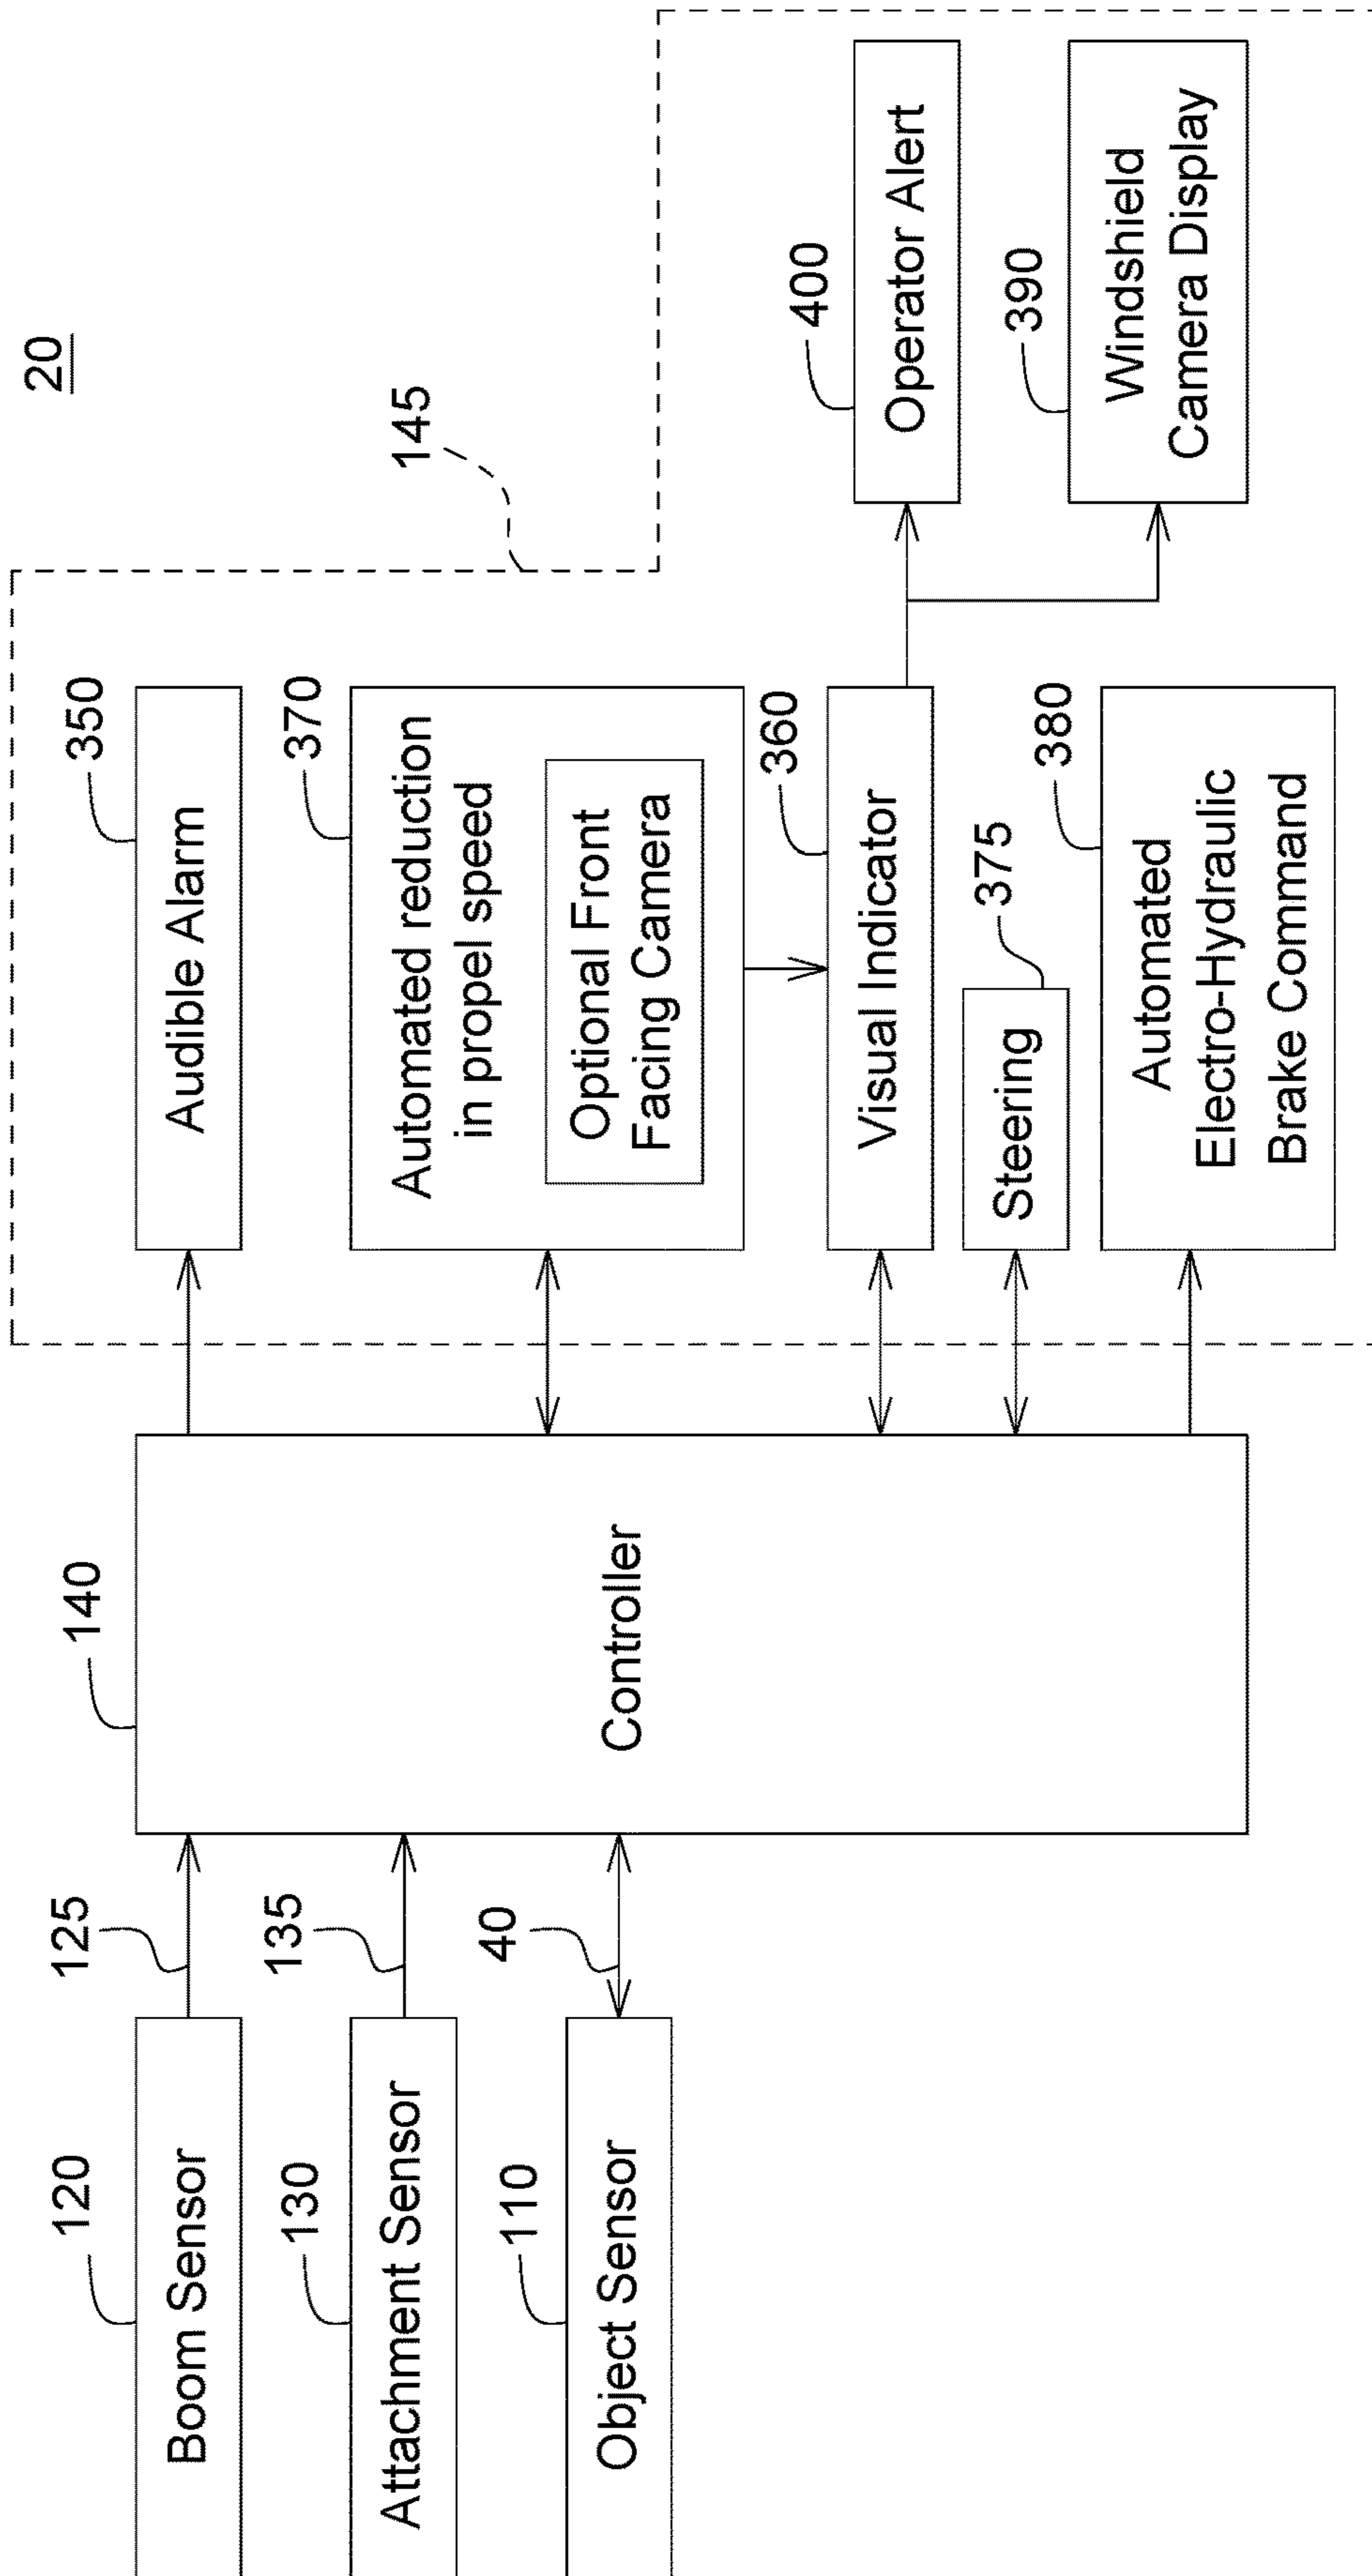 20
120
Boom Sensor
125
130
Attachment Sensor
135
110
Object Sensor
40
140
Controller
145
350
Audible Alarm
370
Automated reduction
in propel speed
Optional Front
Facing Camera
360
Visual Indicator
375
Steering
380
Automated
Electro-Hydraulic
Brake Command
400
Operator Alert
390
Windshield
Camera Display